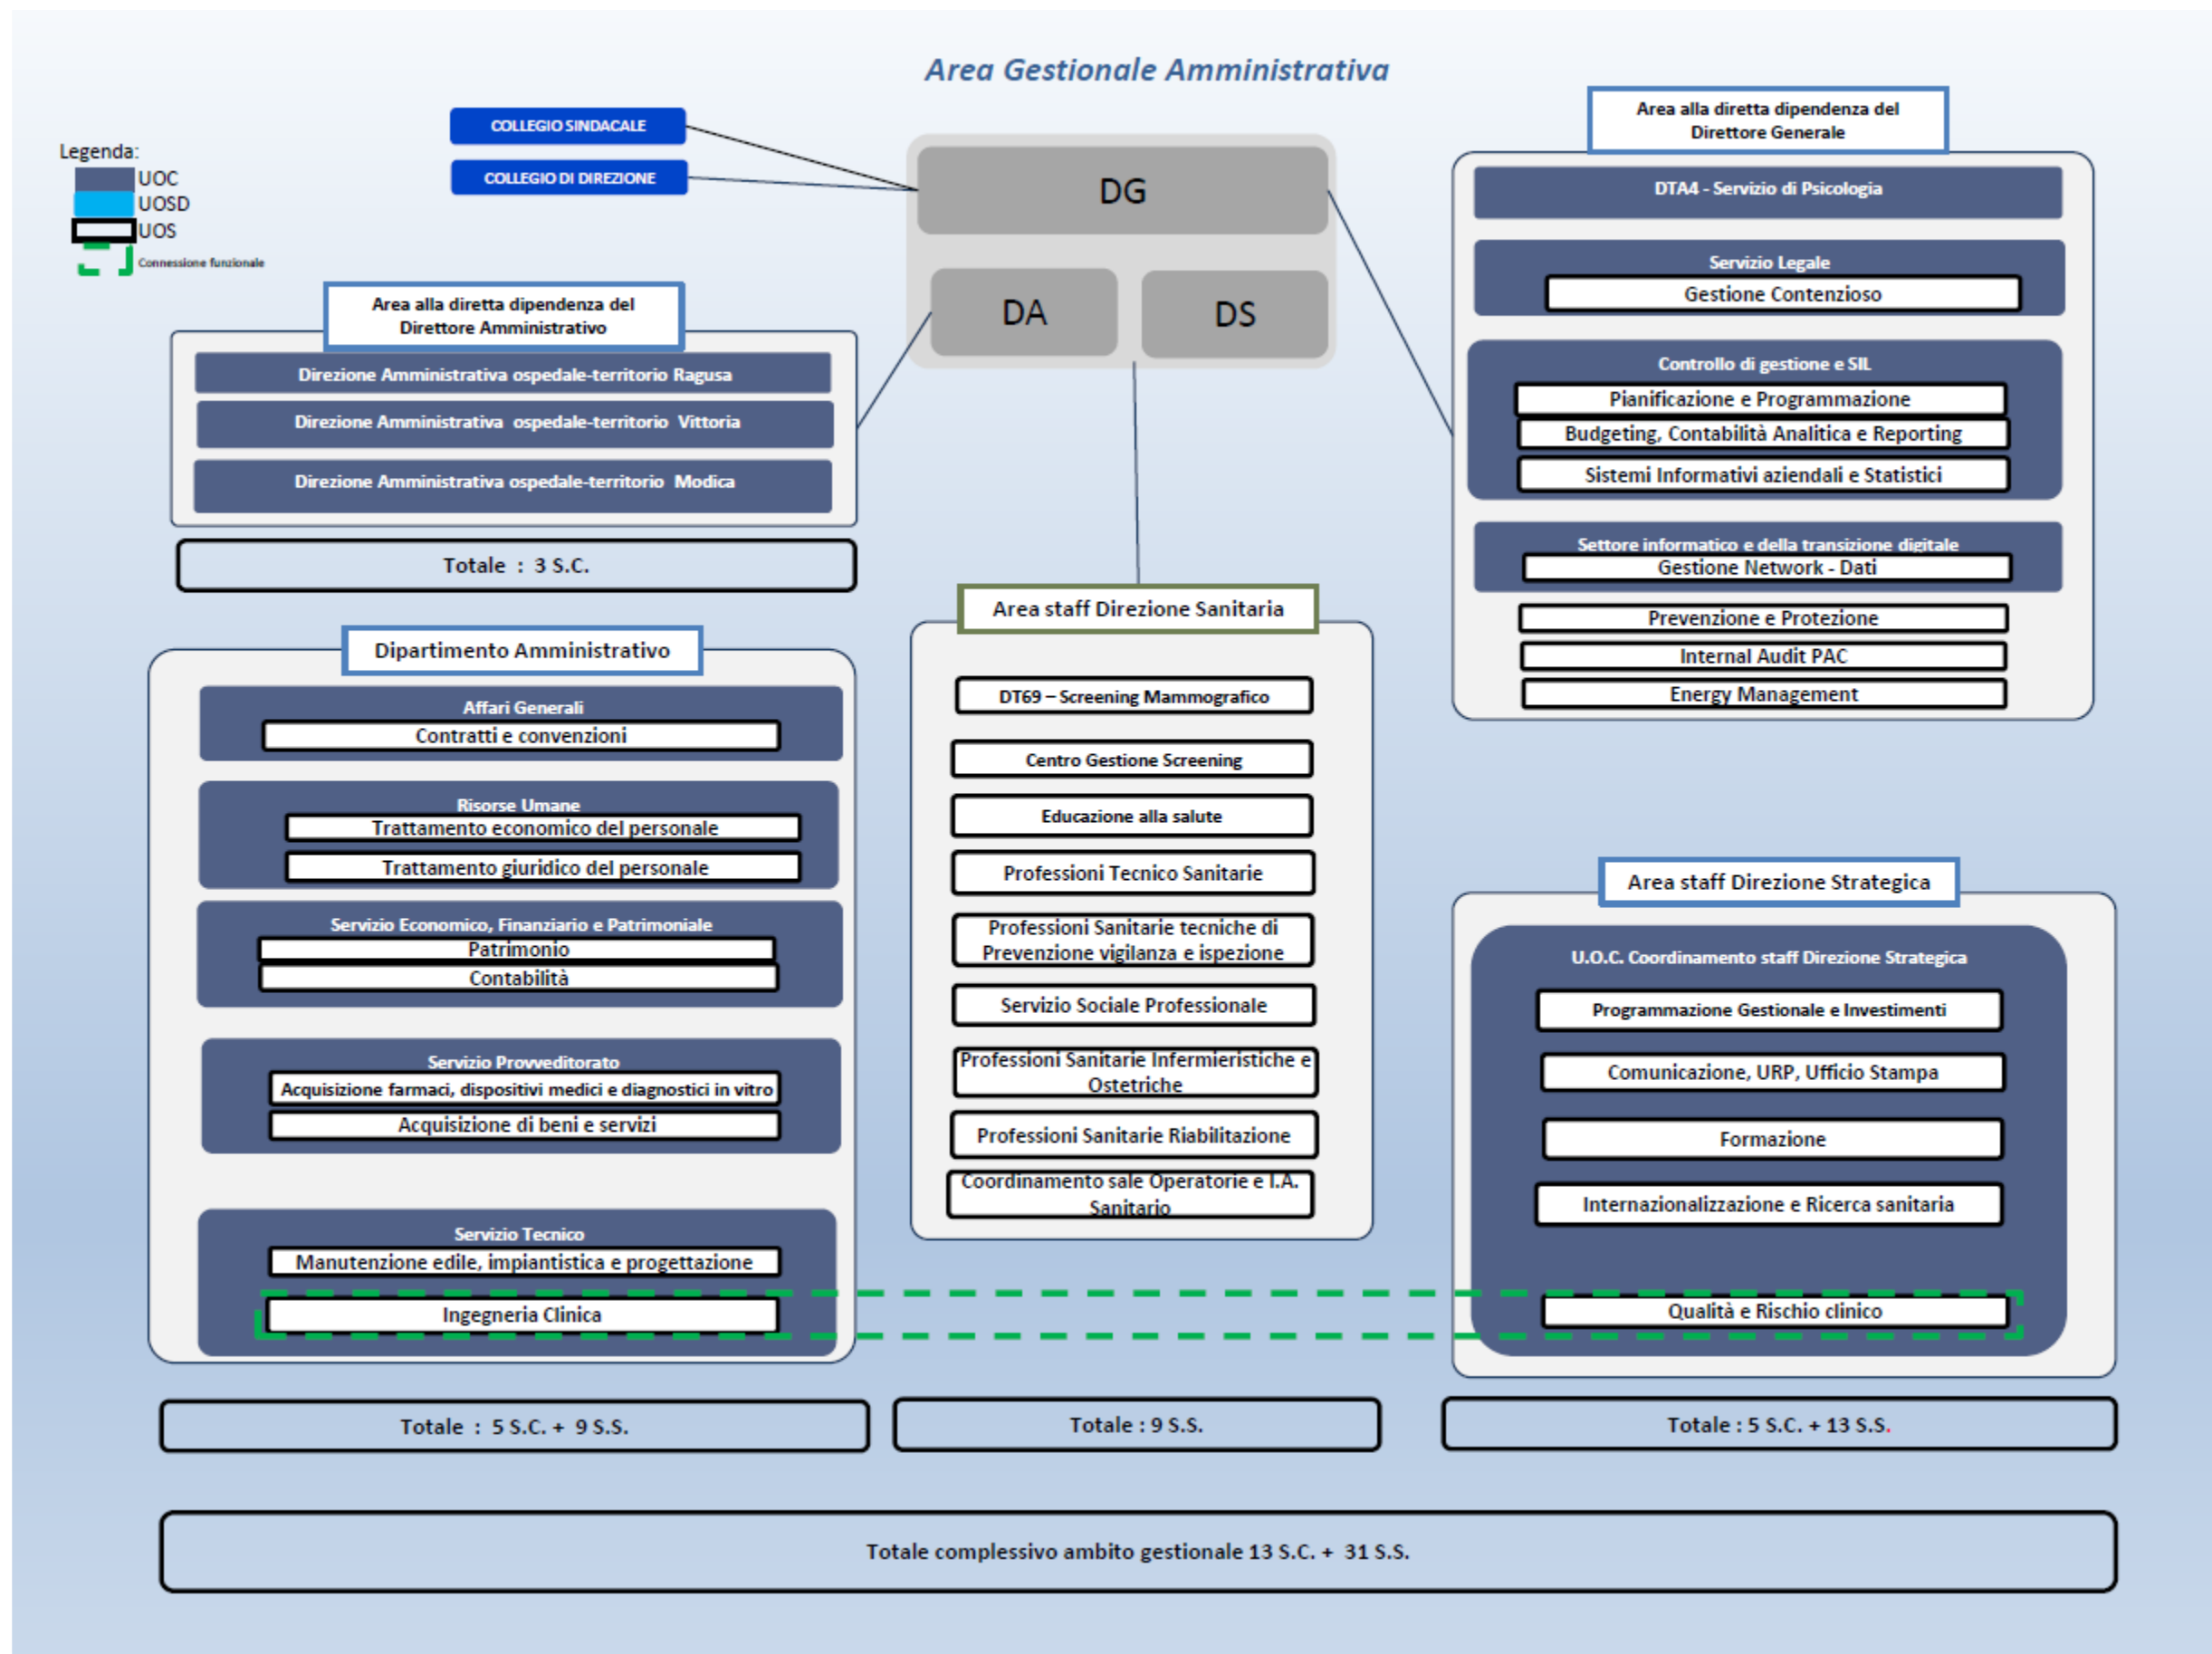 Area Gestionale Amministrativa
COLLEGIO SINDACALE
COLLEGIO DI DIREZIONE
Legenda:
UOC
UOSD
UOS
Connessione funzionale
DG
DA
DS
Area alla diretta dipendenza del
Direttore Amministrativo
Direzione Amministrativa ospedale-territorio Ragusa
Direzione Amministrativa ospedale-territorio Vittoria
Direzione Amministrativa ospedale-territorio Modica
Totale : 3 S.C.
Area alla diretta dipendenza del
Direttore Generale
DTA4 - Servizio di Psicologia
Servizio Legale
Gestione Contenzioso
Controllo di gestione e SIL
Pianificazione e Programmazione
Budgeting, Contabilità Analitica e Reporting
Sistemi Informativi aziendali e Statistici
Settore informatico e della transizione digitale
Gestione Network - Dati
Prevenzione e Protezione
Internal Audit PAC
Energy Management
Dipartimento Amministrativo
Affari Generali
Contratti e convenzioni
Risorse Umane
Trattamento economico del personale
Trattamento giuridico del personale
Servizio Economico, Finanziario e Patrimoniale
Patrimonio
Contabilità
Servizio Provveditorato
Acquisizione farmaci, dispositivi medici e diagnostici in vitro
Acquisizione di beni e servizi
Servizio Tecnico
Manutenzione edile, impiantistica e progettazione
Ingegneria Clinica
Totale : 5 S.C. + 9 S.S.
Area staff Direzione Sanitaria
DT69 – Screening Mammografico
Centro Gestione Screening
Educazione alla salute
Professioni Tecnico Sanitarie
Professioni Sanitarie tecniche di
Prevenzione vigilanza e ispezione
Servizio Sociale Professionale
Professioni Sanitarie Infermieristiche e
Ostetriche
Professioni Sanitarie Riabilitazione
Coordinamento sale Operatorie e I.A.
Sanitario
Totale : 9 S.S.
Area staff Direzione Strategica
U.O.C. Coordinamento staff Direzione Strategica
Programmazione Gestionale e Investimenti
Comunicazione, URP, Ufficio Stampa
Formazione
Internazionalizzazione e Ricerca sanitaria
Qualità e Rischio clinico
Totale : 5 S.C. + 13 S.S.
Totale complessivo ambito gestionale 13 S.C. + 31 S.S.